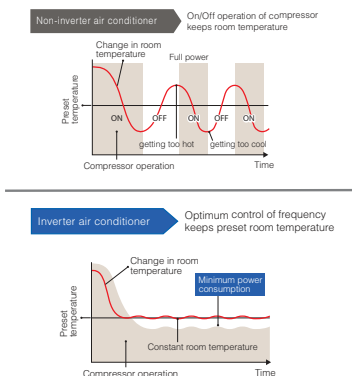 Non-inverter air conditioner
On/Off operation of compressor
keeps room temperature
Change in room
temperature
Full power
Preset
temperature
ON
OFF
ON
OFF
ON
getting too hot
getting too cool
Compressor operation
Time
Inverter air conditioner
Optimum control of frequency
keeps preset room temperature
Change in room
temperature
Minimum power
consumption
Preset
temperature
Constant room temperature
Compressor operation
Time